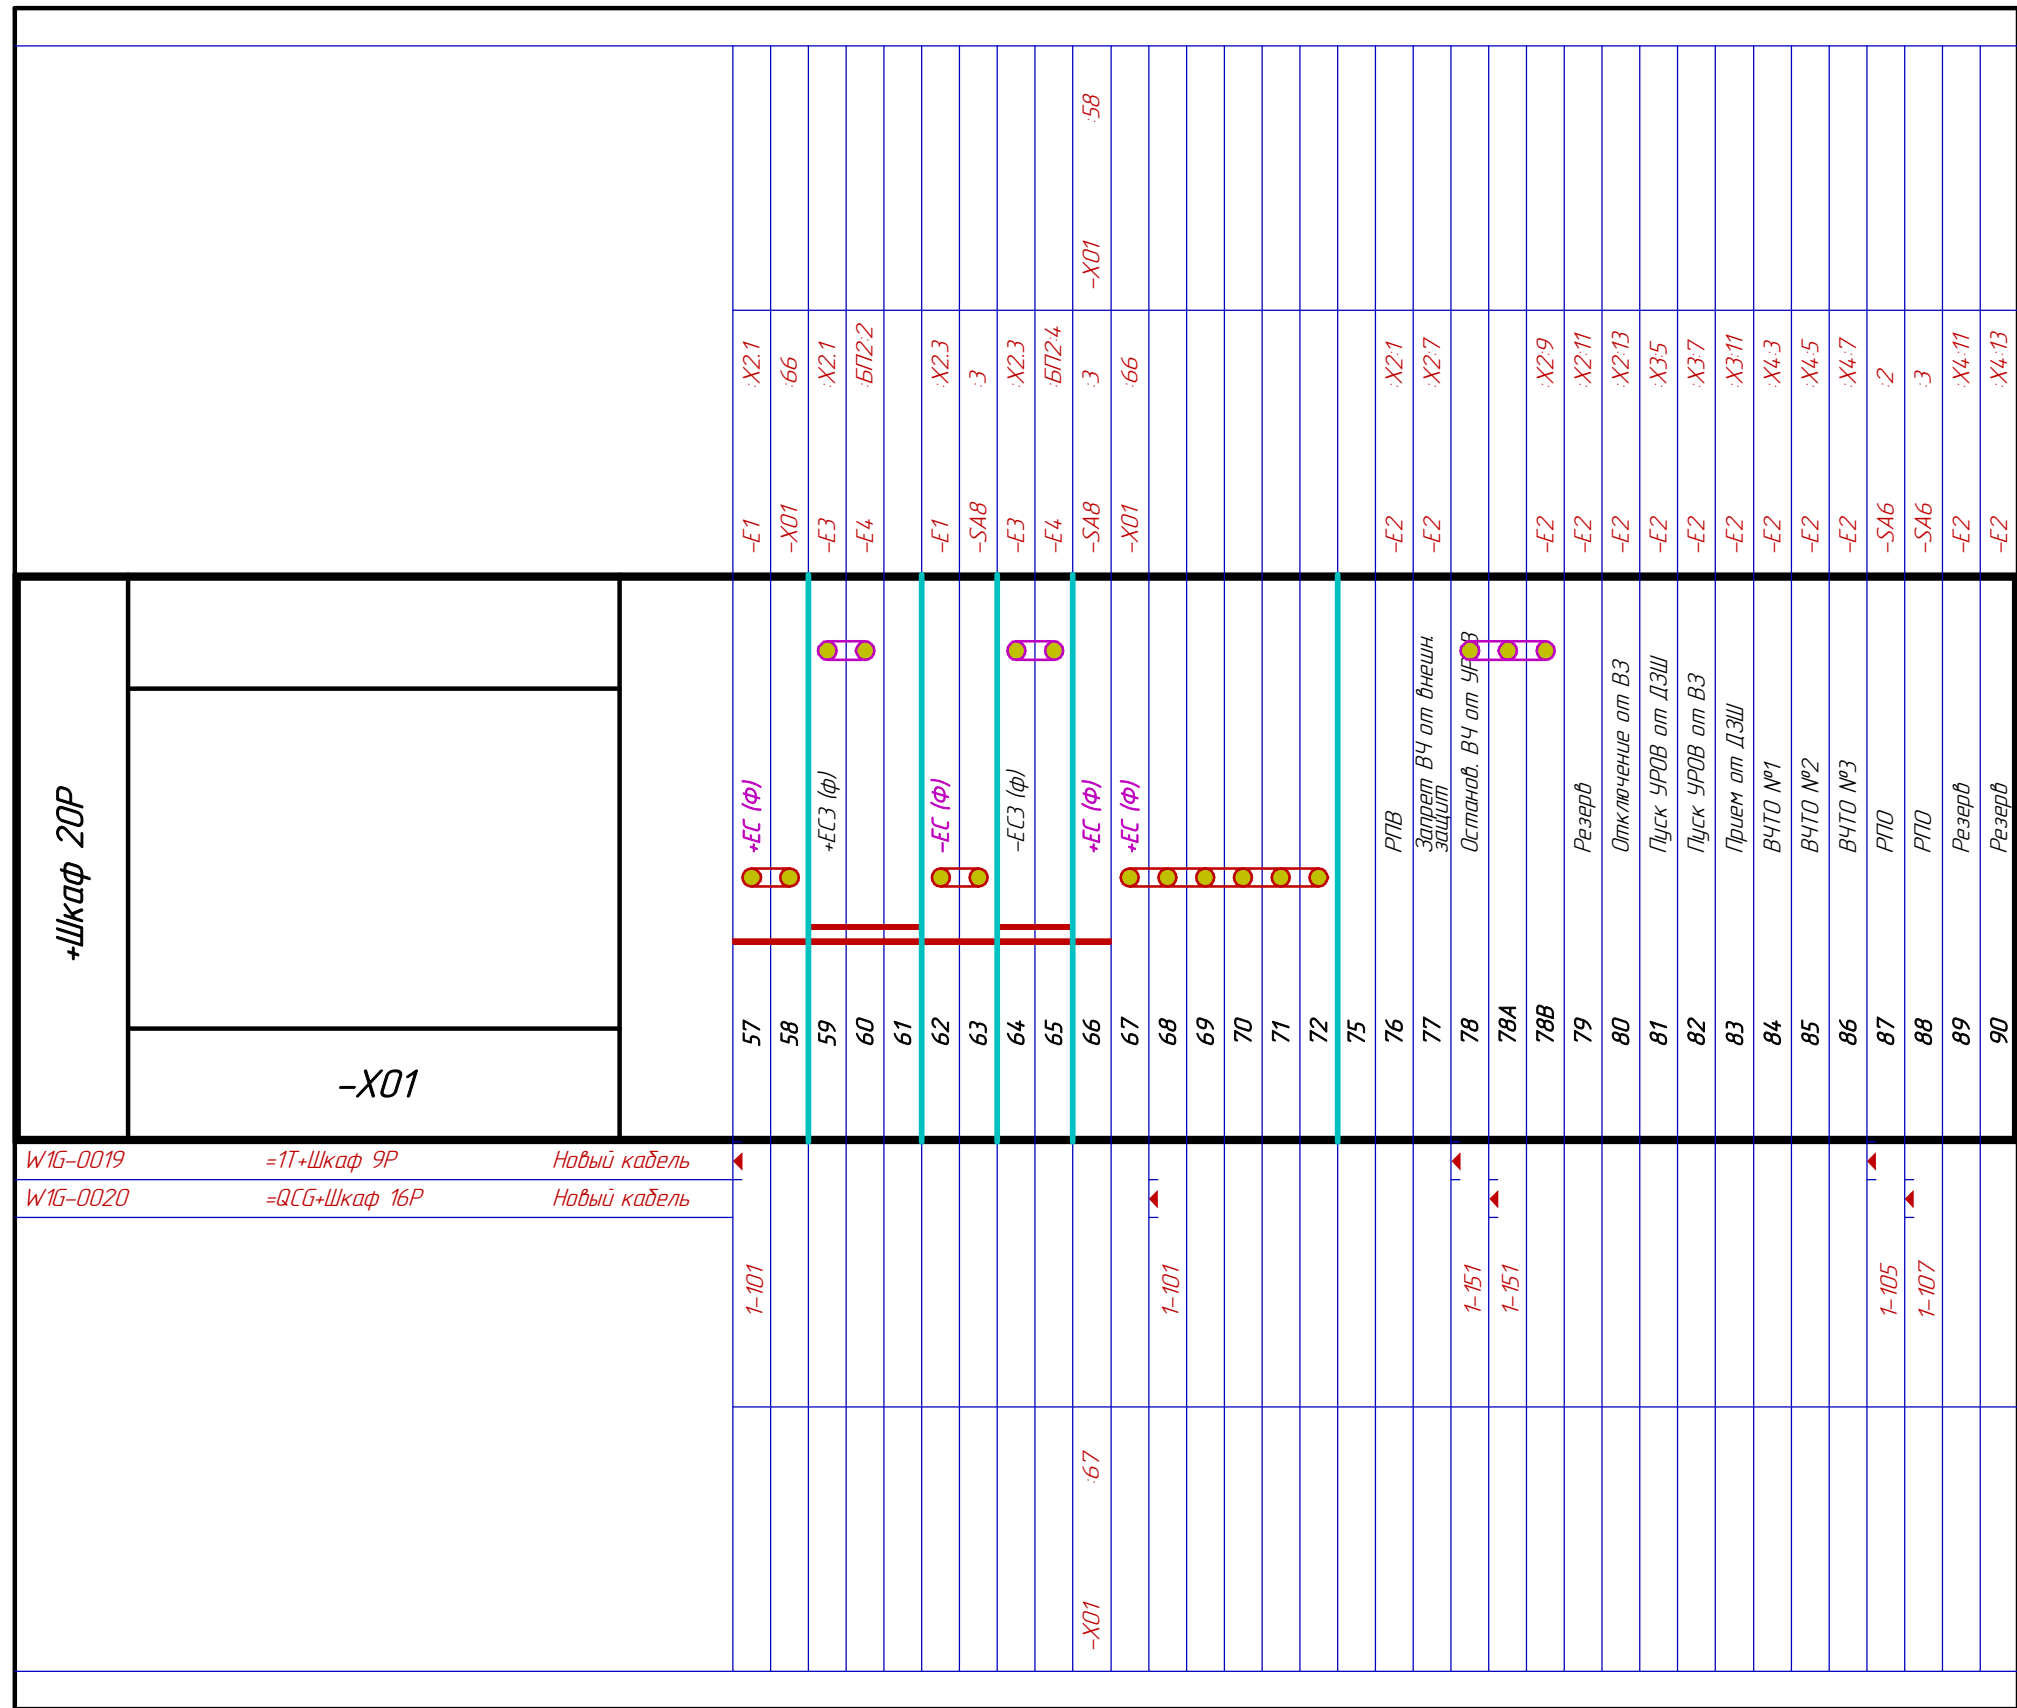 :58
-X01
:X2.1
:66
:X2.1
:БП2:2
:X2.3
:3
:X2.3
:БП2:4
:3
:66
:X2:1
:X2:7
:X2:9
:X2:11
:X2:13
:X3:5
:X3:7
:X3:11
:X4:3
:X4:5
:X4:7
:2
:3
:X4:11
:X4:13
-E1
-X01
-E3
-E4
-E1
-SA8
-E3
-E4
-SA8
-X01
-E2
-E2
-E2
-E2
-E2
-E2
-E2
-E2
-E2
-E2
-E2
-SA6
-SA6
-E2
-E2
+Шкаф 20Р
-X01
+ЕС (Ф)
+ЕС3 (ф)
-ЕС (Ф)
-ЕС3 (ф)
+ЕС (Ф)
+ЕС (Ф)
РПВ
Запрет ВЧ от внешн.
защит
Останов. ВЧ от УРОВ
Резерв
Отключение от ВЗ
Пуск УРОВ от ДЗШ
Пуск УРОВ от ВЗ
Прием от ДЗШ
ВЧТО №1
ВЧТО №2
ВЧТО №3
РПО
РПО
Резерв
Резерв
57
58
59
60
61
62
63
64
65
66
67
68
69
70
71
72
75
76
77
78
78A
78B
79
80
81
82
83
84
85
86
87
88
89
90
W1G-0019 =1Т+Шкаф 9Р Новый кабель
W1G-0020 =QCG+Шкаф 16Р Новый кабель
1-101
1-101
1-151
1-151
1-105
1-107
:67
-X01